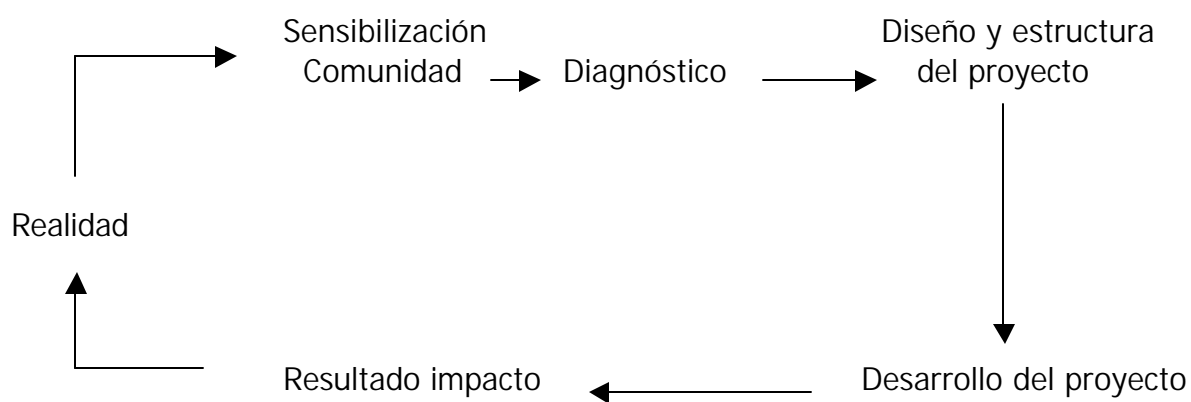 Sensibilización
Comunidad
Diagnóstico
Diseño y estructura
del proyecto
Realidad
Resultado impacto
Desarrollo del proyecto